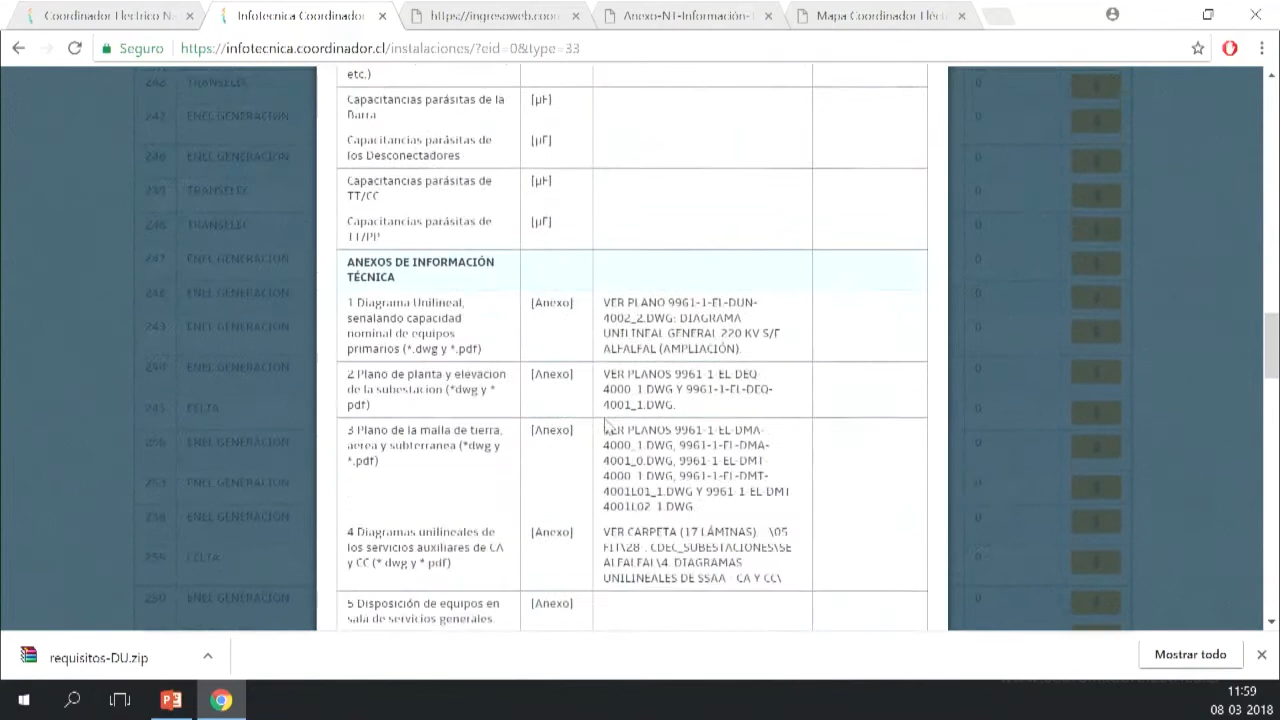 Coordinador Electrico Na
Infotecnica Coordinador
https://ingresoweb.coor
Anexo-NT-Información-
Mapa Coordinador Eléc
Seguro
https://infotecnica.coordinador.cl/instalaciones/?eid=0&type=33
etc.)
Capacitancias parásitas de la
Barra
[µF]
Capacitancias parásitas de
los Desconectadores
[µF]
Capacitancias parásitas de
TT/CC
[µF]
Capacitancias parásitas de
TT/PP
[µF]
ANEXOS DE INFORMACIÓN
TÉCNICA
1 Diagrama Unilineal,
senalando capacidad
nominal de equipos
primarios (*.dwg y *.pdf)
[Anexo]
VER PLANO 9961-1-EL-DUN-
4002_2.DWG: DIAGRAMA
UNILINEAL GENERAL 220 KV S/E
ALFALFAL (AMPLIACIÓN).
2 Plano de planta y elevacion
de la subestacion (*dwg y *
pdf)
[Anexo]
VER PLANOS 9961-1-EL-DEQ-
4000_1.DWG Y 9961-1-EL-DEQ-
4001_1.DWG.
3 Plano de la malla de tierra,
aerea y subterranea (*dwg y
*.pdf)
[Anexo]
VER PLANOS 9961-1-EL-DMA-
4000_1.DWG, 9961-1-EL-DMA-
4001_0.DWG, 9961-1-EL-DMT-
4000_1.DWG, 9961-1-EL-DMT-
4001L01_1.DWG Y 9961-1-EL-DMT
4001L02_1.DWG.
4 Diagramas unilineales de
los servicios auxiliares de CA
y CC (* dwg y * pdf)
[Anexo]
VER CARPETA (17 LÁMINAS). \05
FIT\28 . CDEC_SUBESTACIONES\SE
ALFALFAL\4. DIAGRAMAS
UNILINEALES DE SSAA - CA Y CC\
5 Disposición de equipos en
sala de servicios generales.
[Anexo]
TRANSELEC
ENEL GENERACION
ENEL GENERACION
TRANSELEC
TRANSELEC
ENEL GENERACION
ENEL GENERACION
ENEL GENERACION
ENEL GENERACION
CELTA
ENEL GENERACION
ENEL GENERACION
ENEL GENERACION
CELTA
ENEL GENERACION
requisitos-DU.zip
Mostrar todo
11:59
08-03-2018